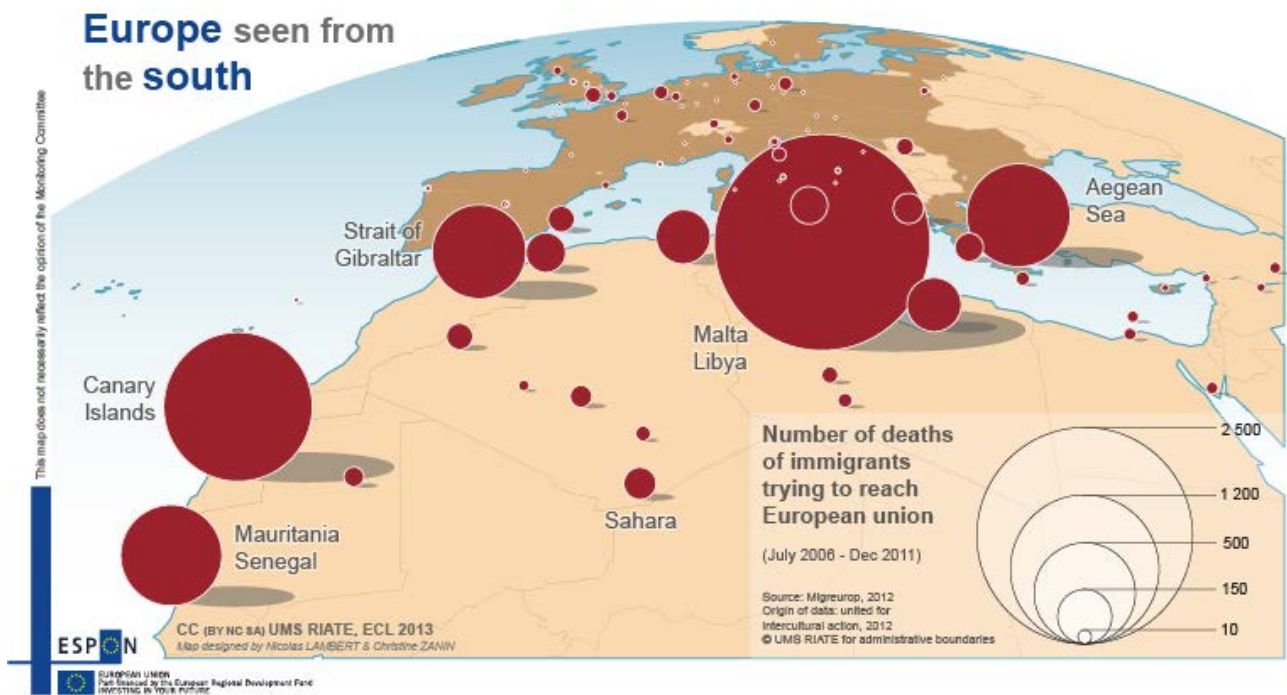 Europe seen from
the south
This map does not necessarily reflect the opinion of the Monitoring Committee
Strait of
Gibraltar
Aegean
Sea
Canary
Islands
Malta
Libya
Mauritania
Senegal
Sahara
Number of deaths
of immigrants
trying to reach
European union
(July 2006 - Dec 2011)
Source: Migreurop, 2012
Origin of data: united for
Intercultural action, 2012
© UMS RIATE for administrative boundaries
2 500
1 200
500
150
10
CC (BY NC SA) UMS RIATE, ECL 2013
Map designed by Nicolas LAMBERT & Christine ZANIN
ESPON
EUROPEAN UNION
Part-financed by the European Regional Development Fund
INVESTING IN YOUR FUTURE